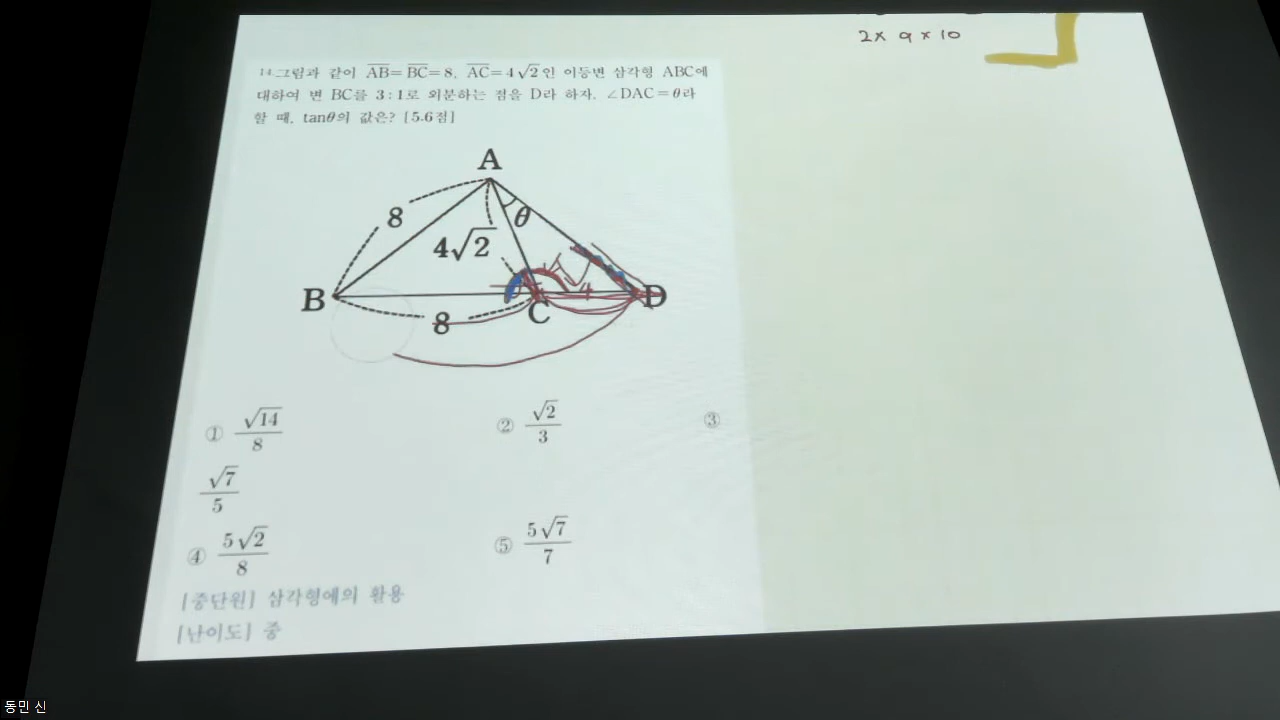 2× 9×10
14.그림과 같이 AB=BC=8, AC=4√2인 이등변 삼각형 ABC에
대하여 변 BC를 3:1로 외분하는 점을 D라 하자. ∠DAC=θ라
할 때, tanθ의 값은? [5.6점]
A
8
θ
4√2
4
B
C
D
8
① √14/8 ② √2/3 ③
√7/5
④ 5√2/8 ⑤ 5√7/7
[중단원] 삼각형에의 활용
[난이도] 중
동민 신